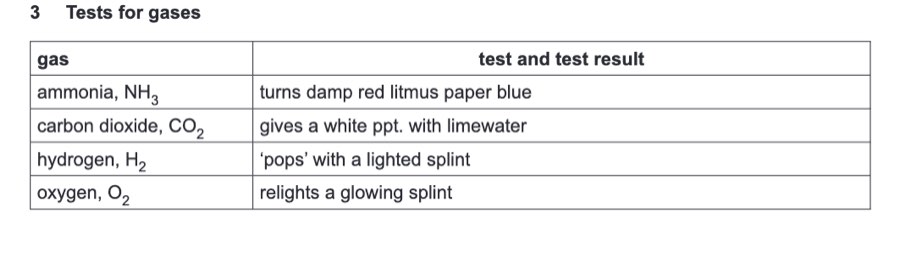 3 Tests for gases
gas test and test result
ammonia, NH₃ turns damp red litmus paper blue
carbon dioxide, CO₂ gives a white ppt. with limewater
hydrogen, H₂ ‘pops’ with a lighted splint
oxygen, O₂ relights a glowing splint